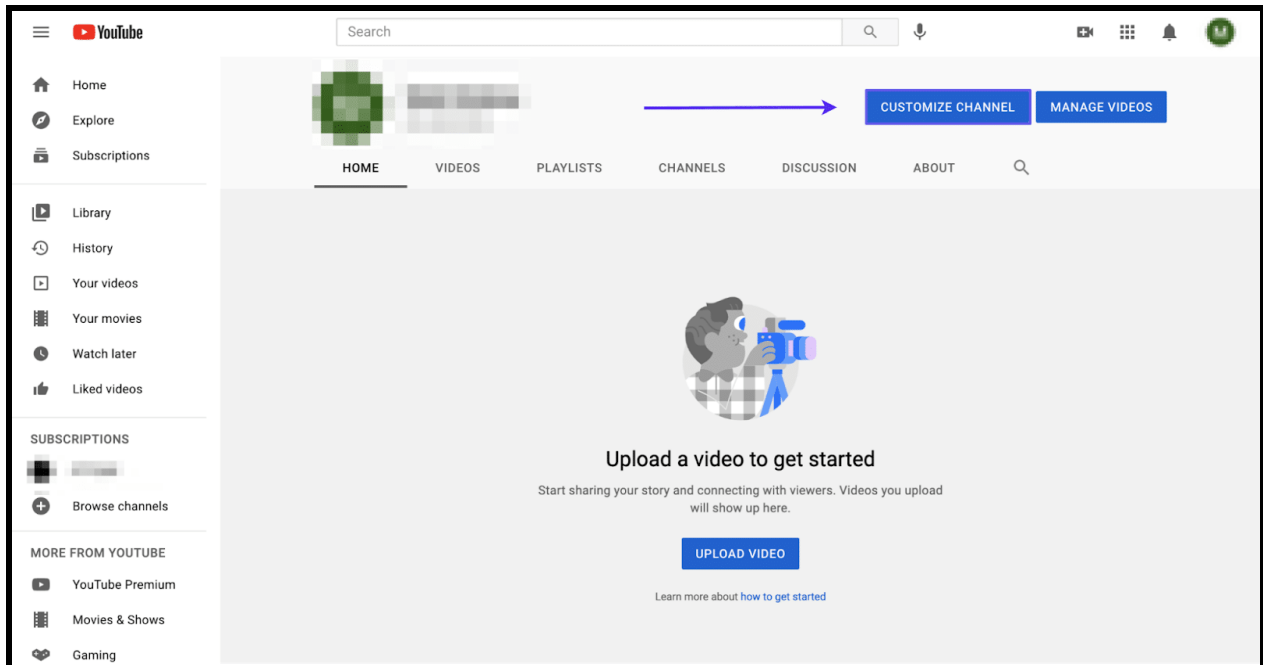 YouTube
Search
Home
Explore
Subscriptions
Library
History
Your videos
Your movies
Watch later
Liked videos
SUBSCRIPTIONS
Browse channels
MORE FROM YOUTUBE
YouTube Premium
Movies & Shows
Gaming
CUSTOMIZE CHANNEL MANAGE VIDEOS
HOME VIDEOS PLAYLISTS CHANNELS DISCUSSION ABOUT
Upload a video to get started
Start sharing your story and connecting with viewers. Videos you upload
will show up here.
UPLOAD VIDEO
Learn more about how to get started